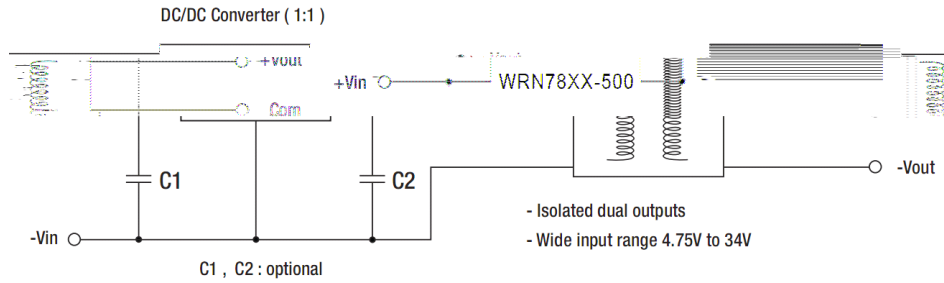 DC/DC Converter ( 1:1 )
+Vout
+Vin
WRN78XX-500
Com
C1
C2
-Vout
- Isolated dual outputs
-Vin
- Wide input range 4.75V to 34V
C1 , C2 : optional